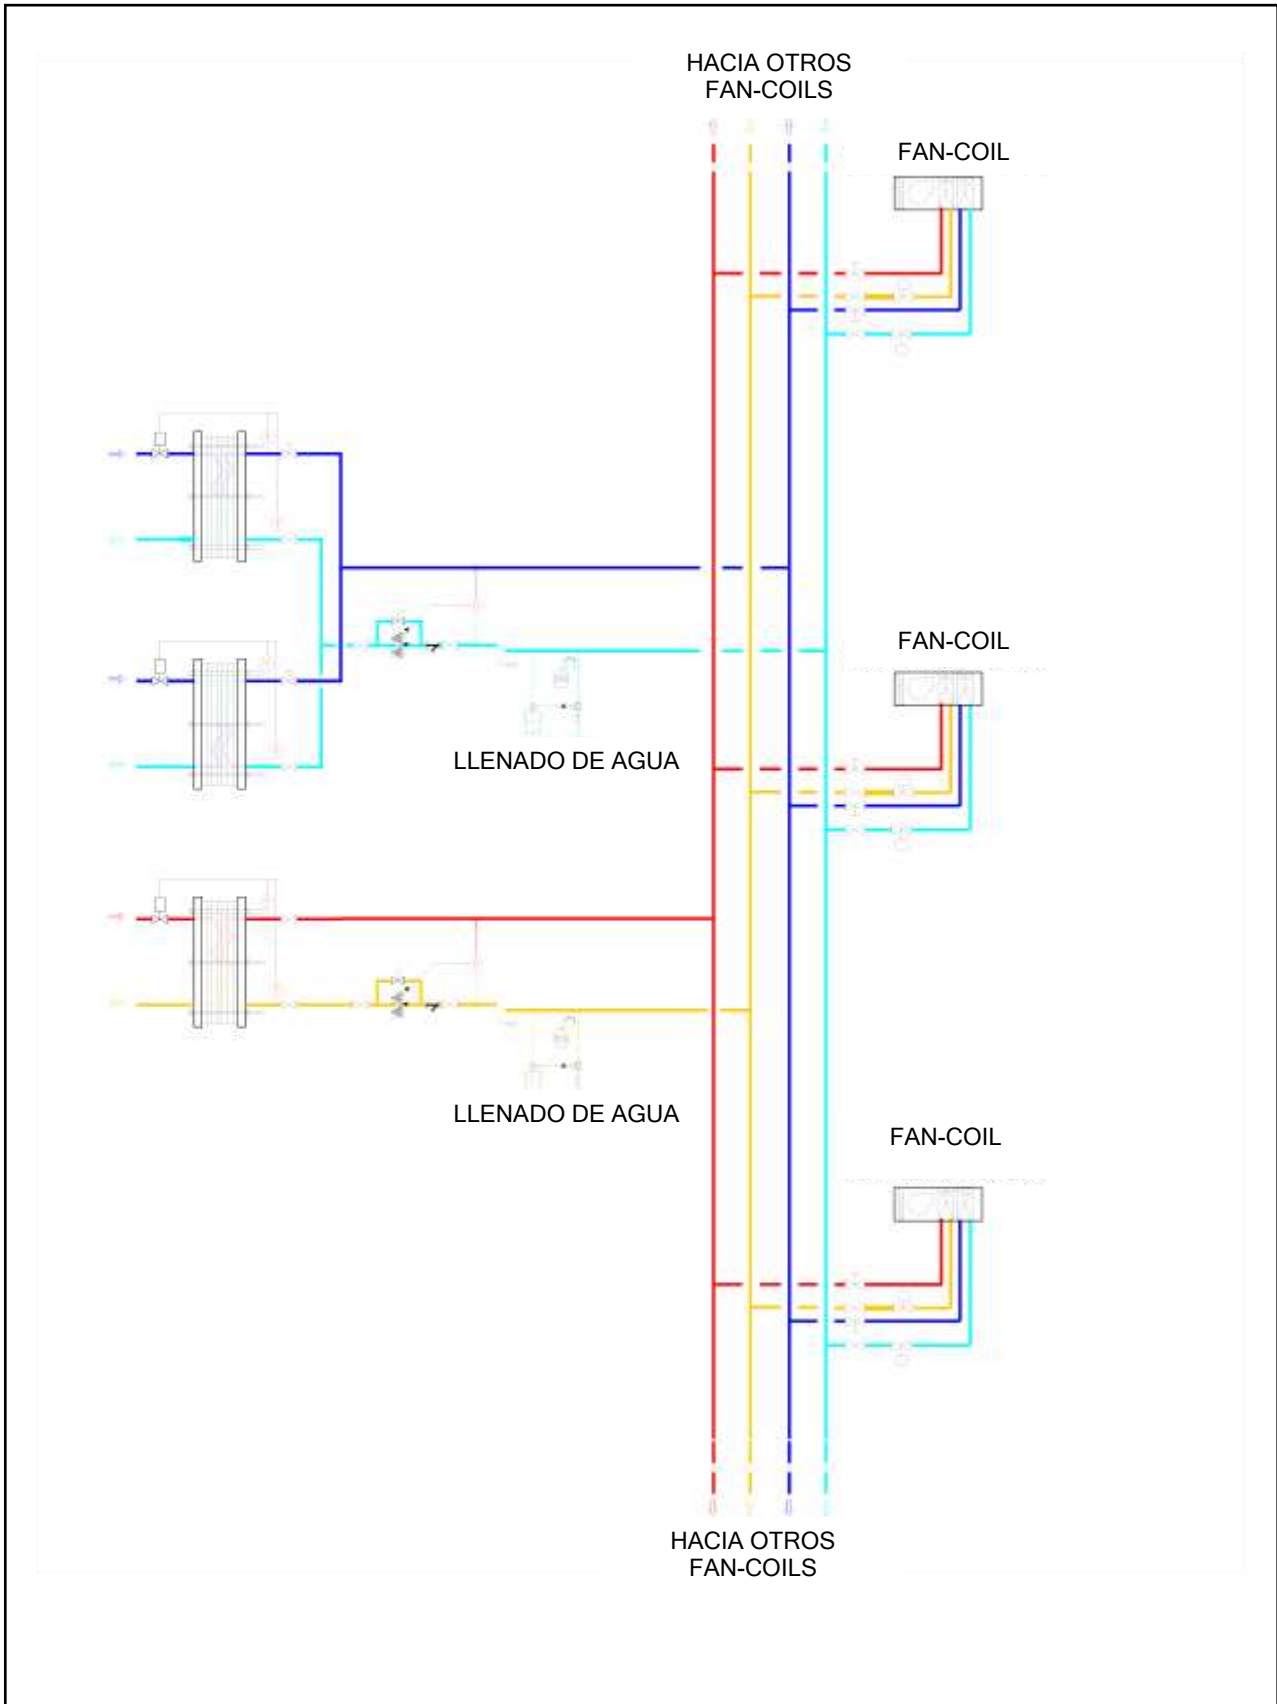 HACIA OTROS
FAN-COILS
FAN-COIL
FAN-COIL
LLENADO DE AGUA
LLENADO DE AGUA
FAN-COIL
HACIA OTROS
FAN-COILS